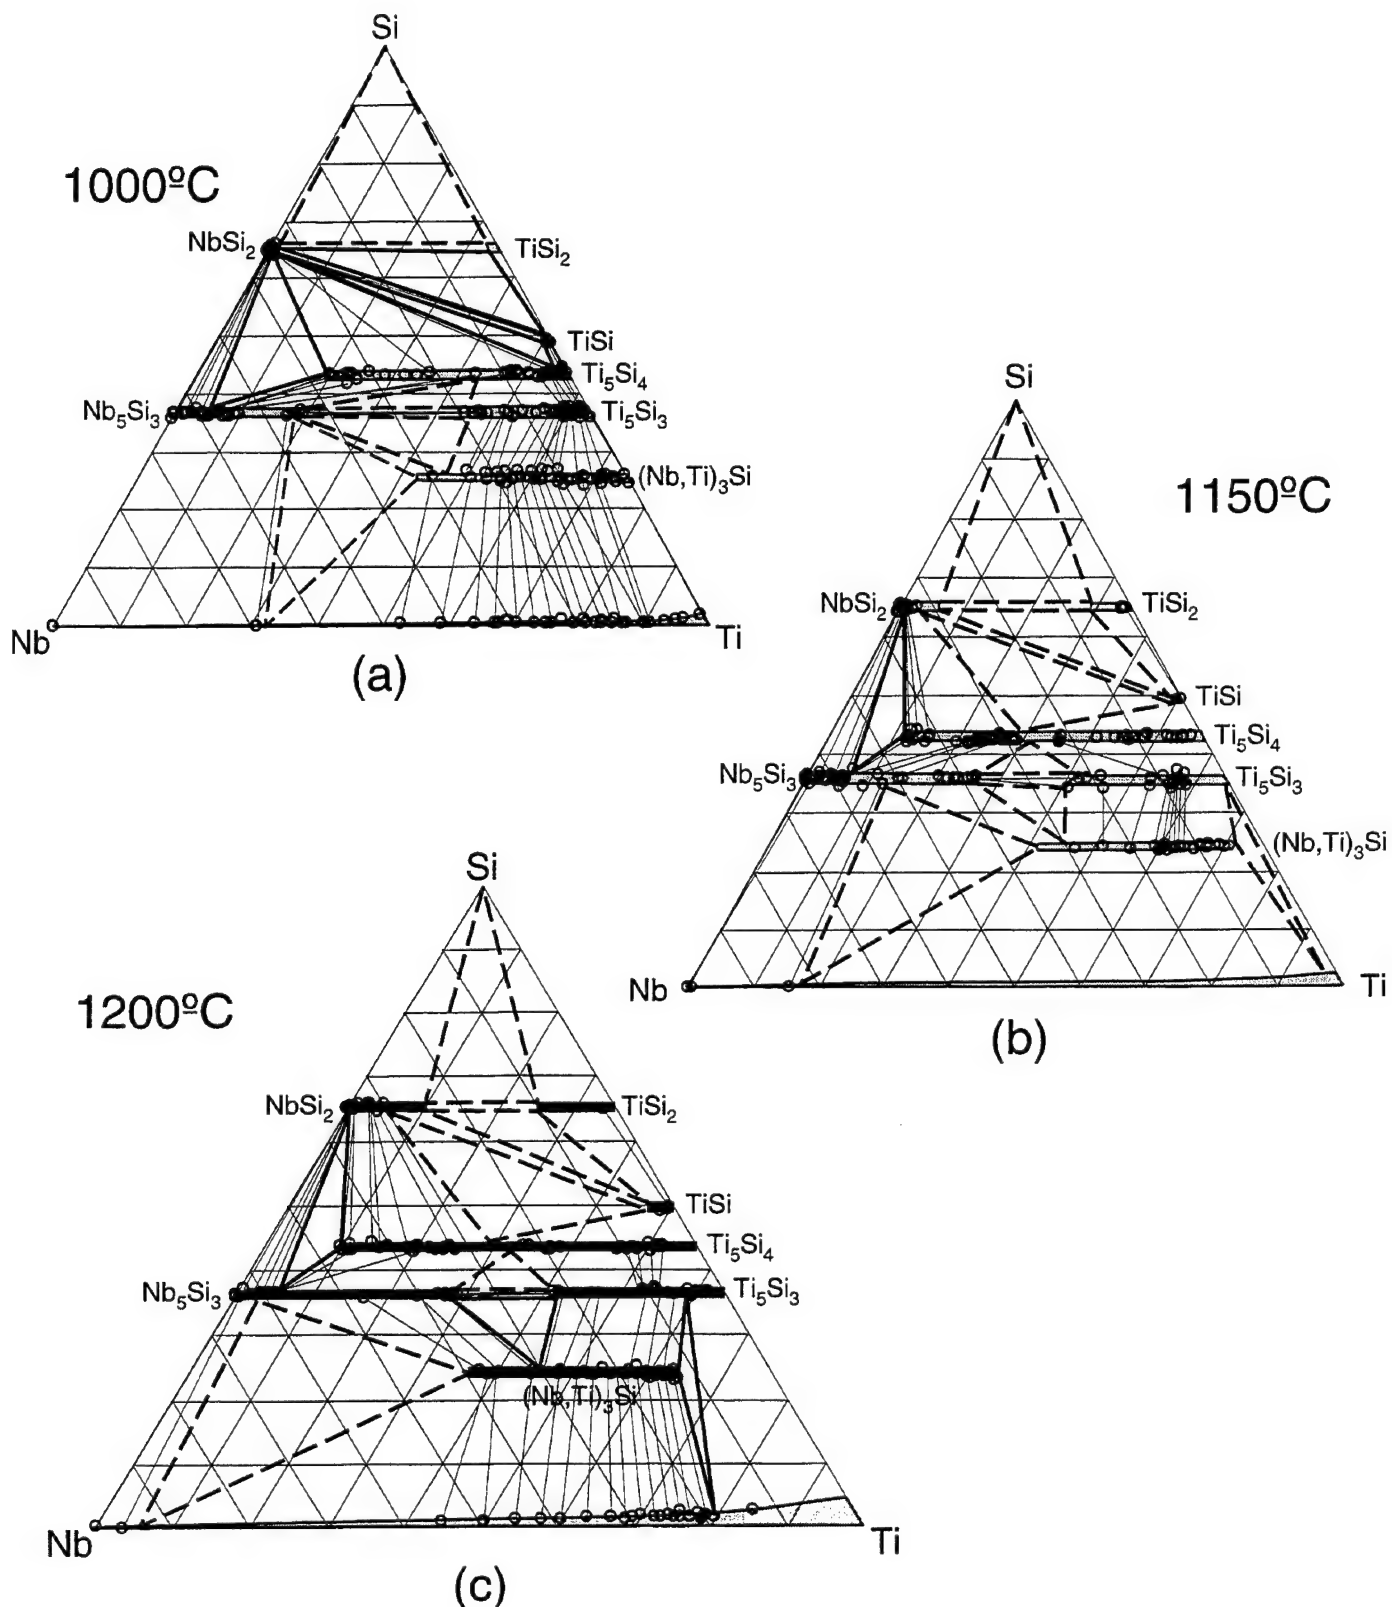 Si
1000ºC
NbSi2
TiSi2
TiSi
Ti5Si4
Nb5Si3
Ti5Si3
(Nb,Ti)3Si
Nb
Ti
(a)
Si
1150ºC
NbSi2
TiSi2
TiSi
Ti5Si4
Nb5Si3
Ti5Si3
(Nb,Ti)3Si
Nb
Ti
(b)
Si
1200ºC
NbSi2
TiSi2
TiSi
Ti5Si4
Nb5Si3
Ti5Si3
(Nb,Ti)3Si
Nb
Ti
(c)